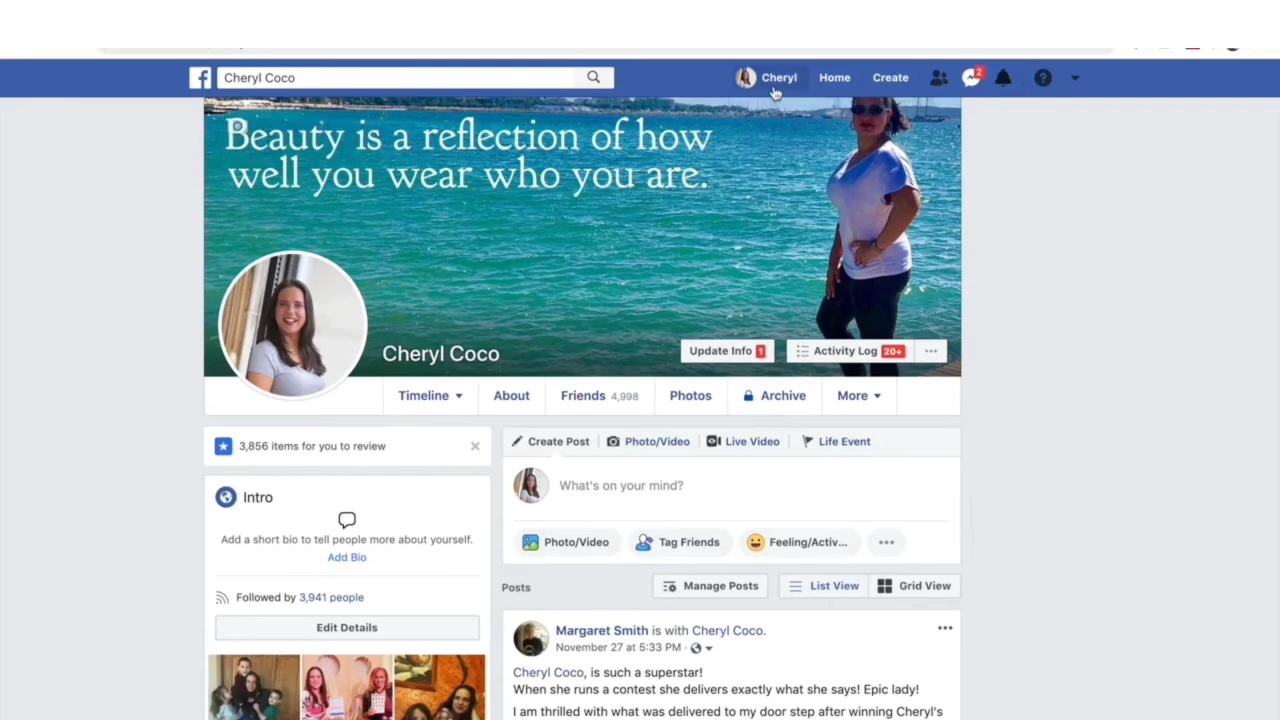 Cheryl Coco
Cheryl
Home
Create
2
Beauty is a reflection of how
well you wear who you are.
Cheryl Coco
Update Info 1
Activity Log 20+
Timeline
About
Friends 4,998
Photos
Archive
More
3,856 items for you to review
Create Post
Photo/Video
Live Video
Life Event
What's on your mind?
Intro
Add a short bio to tell people more about yourself.
Add Bio
Photo/Video
Tag Friends
Feeling/Activ...
Followed by 3,941 people
Edit Details
Posts
Manage Posts
List View
Grid View
Margaret Smith is with Cheryl Coco.
November 27 at 5:33 PM ·
Cheryl Coco, is such a superstar!
When she runs a contest she delivers exactly what she says! Epic lady!
I am thrilled with what was delivered to my door step after winning Cheryl's